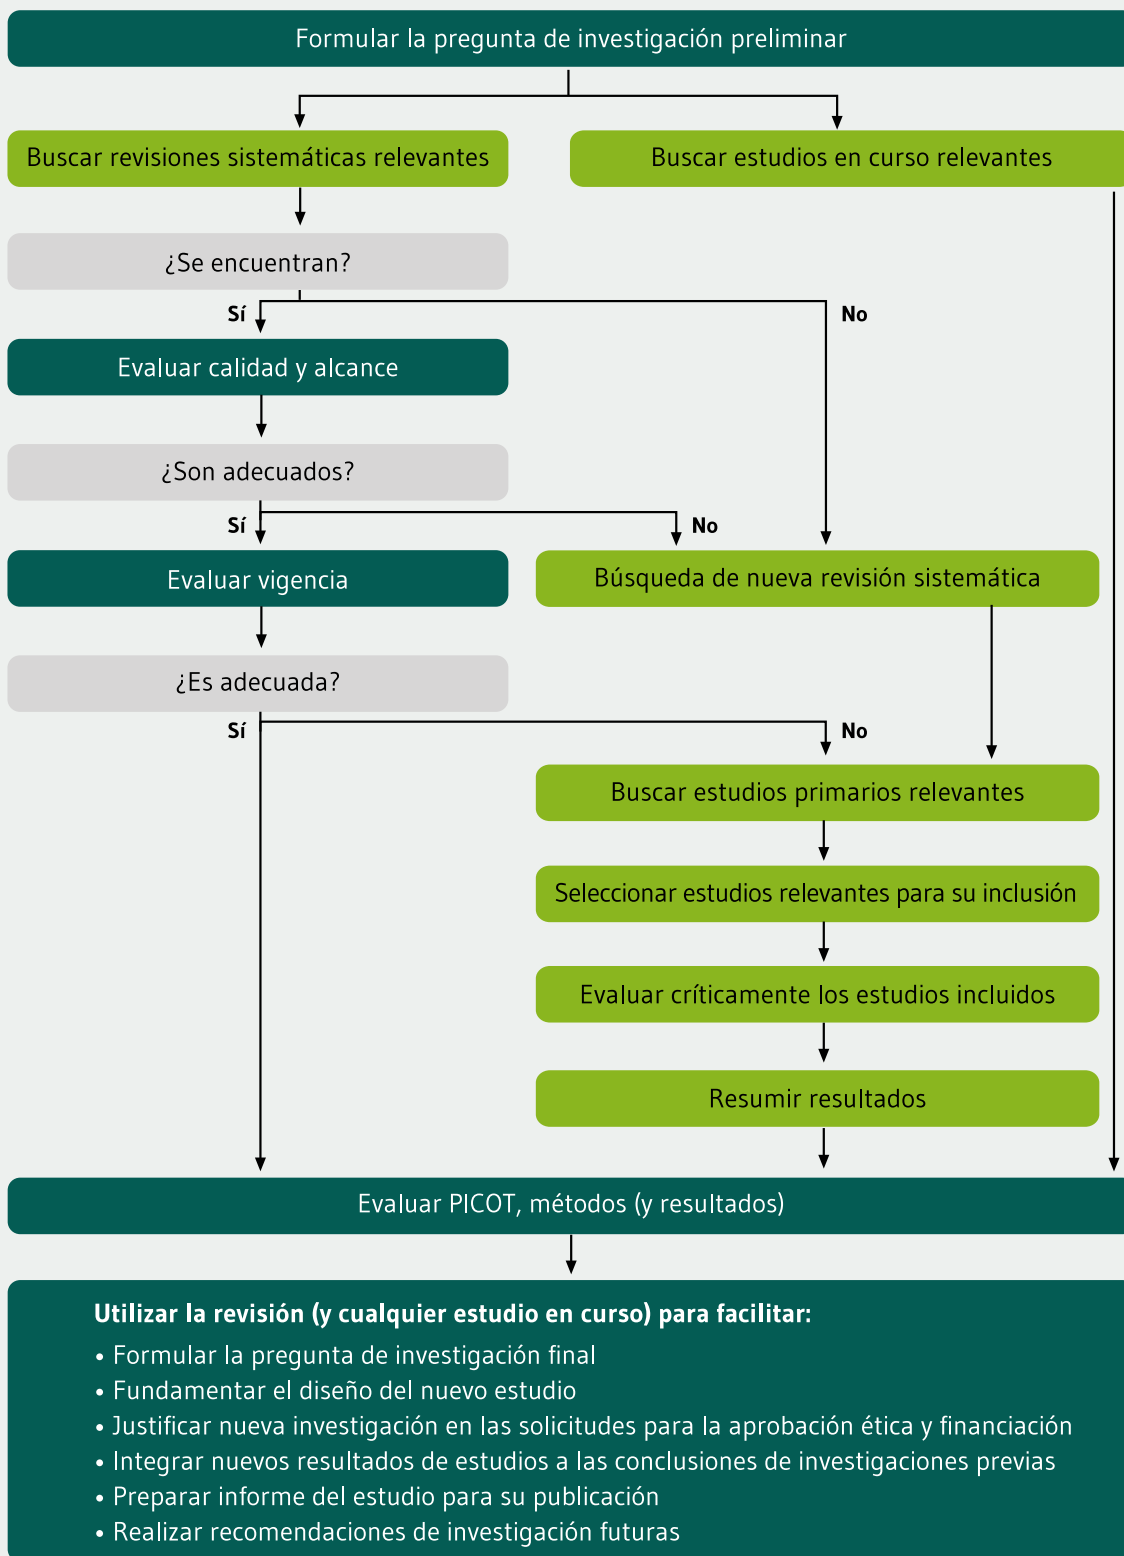 Formular la pregunta de investigación preliminar
Buscar revisiones sistemáticas relevantes
Buscar estudios en curso relevantes
¿Se encuentran?
Sí
No
Evaluar calidad y alcance
¿Son adecuados?
Sí
No
Evaluar vigencia
Búsqueda de nueva revisión sistemática
¿Es adecuada?
Sí
No
Buscar estudios primarios relevantes
Seleccionar estudios relevantes para su inclusión
Evaluar críticamente los estudios incluidos
Resumir resultados
Evaluar PICOT, métodos (y resultados)
Utilizar la revisión (y cualquier estudio en curso) para facilitar:
• Formular la pregunta de investigación final
• Fundamentar el diseño del nuevo estudio
• Justificar nueva investigación en las solicitudes para la aprobación ética y financiación
• Integrar nuevos resultados de estudios a las conclusiones de investigaciones previas
• Preparar informe del estudio para su publicación
• Realizar recomendaciones de investigación futuras